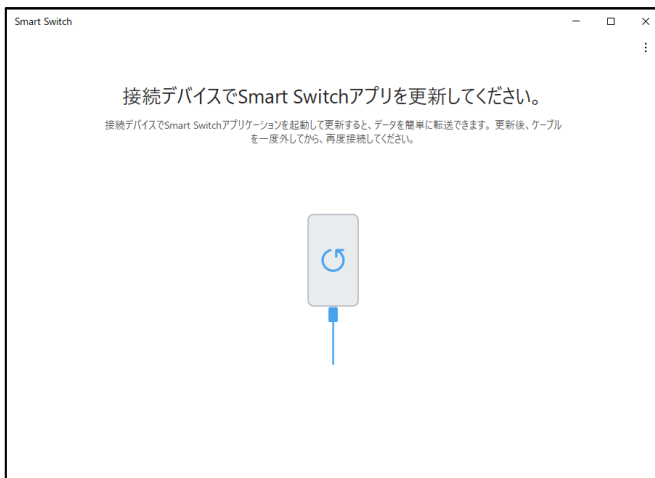 Smart Switch
接続デバイスでSmart Switchアプリを更新してください。
接続デバイスでSmart Switchアプリケーションを起動して更新すると、データを簡単に転送できます。更新後、ケーブル
を一度外してから、再度接続してください。